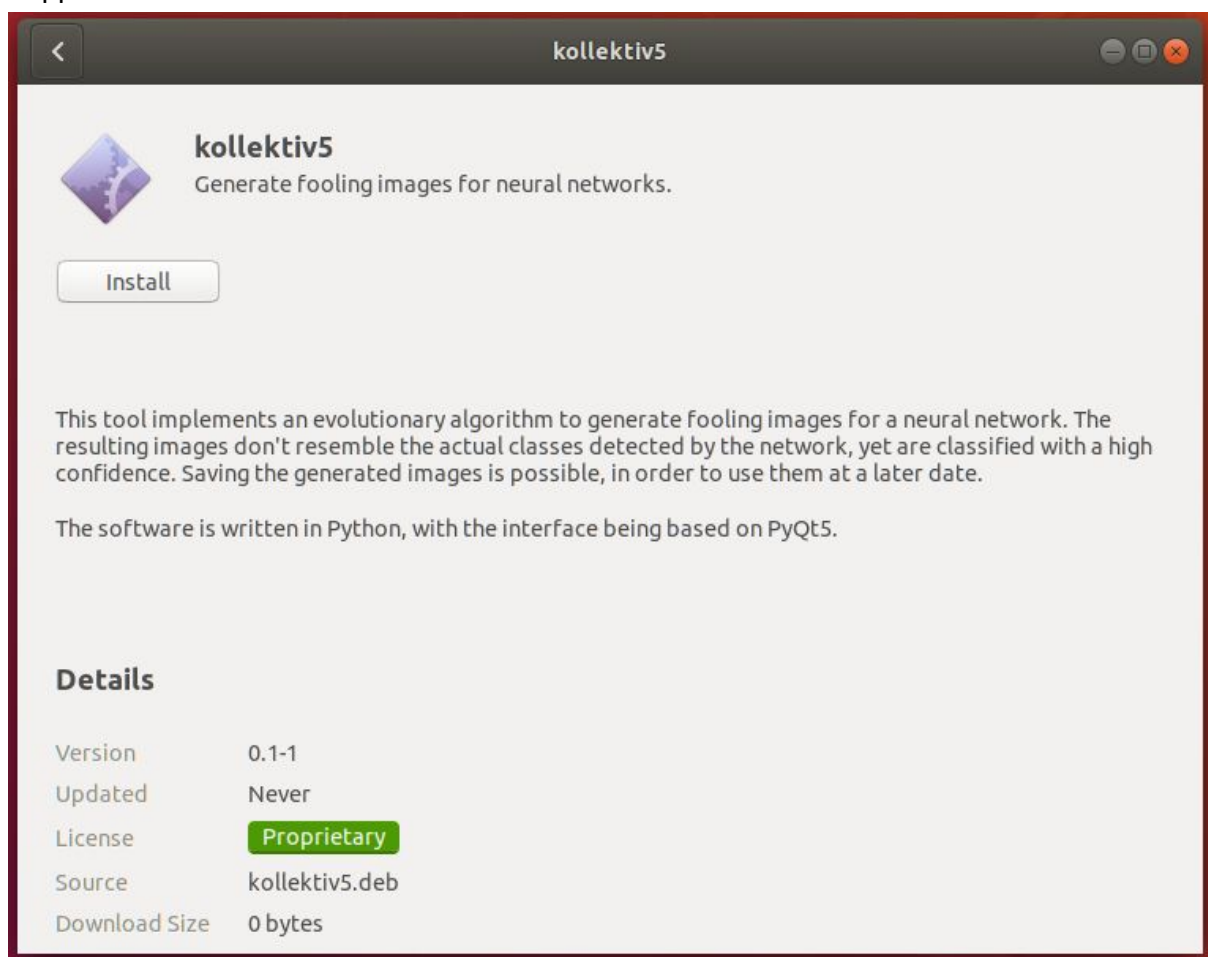 kollektiv5
kollektiv5
Generate fooling images for neural networks.
Install
This tool implements an evolutionary algorithm to generate fooling images for a neural network. The
resulting images don't resemble the actual classes detected by the network, yet are classified with a high
confidence. Saving the generated images is possible, in order to use them at a later date.
The software is written in Python, with the interface being based on PyQt5.
Details
Version 0.1-1
Updated Never
License Proprietary
Source kollektiv5.deb
Download Size 0 bytes